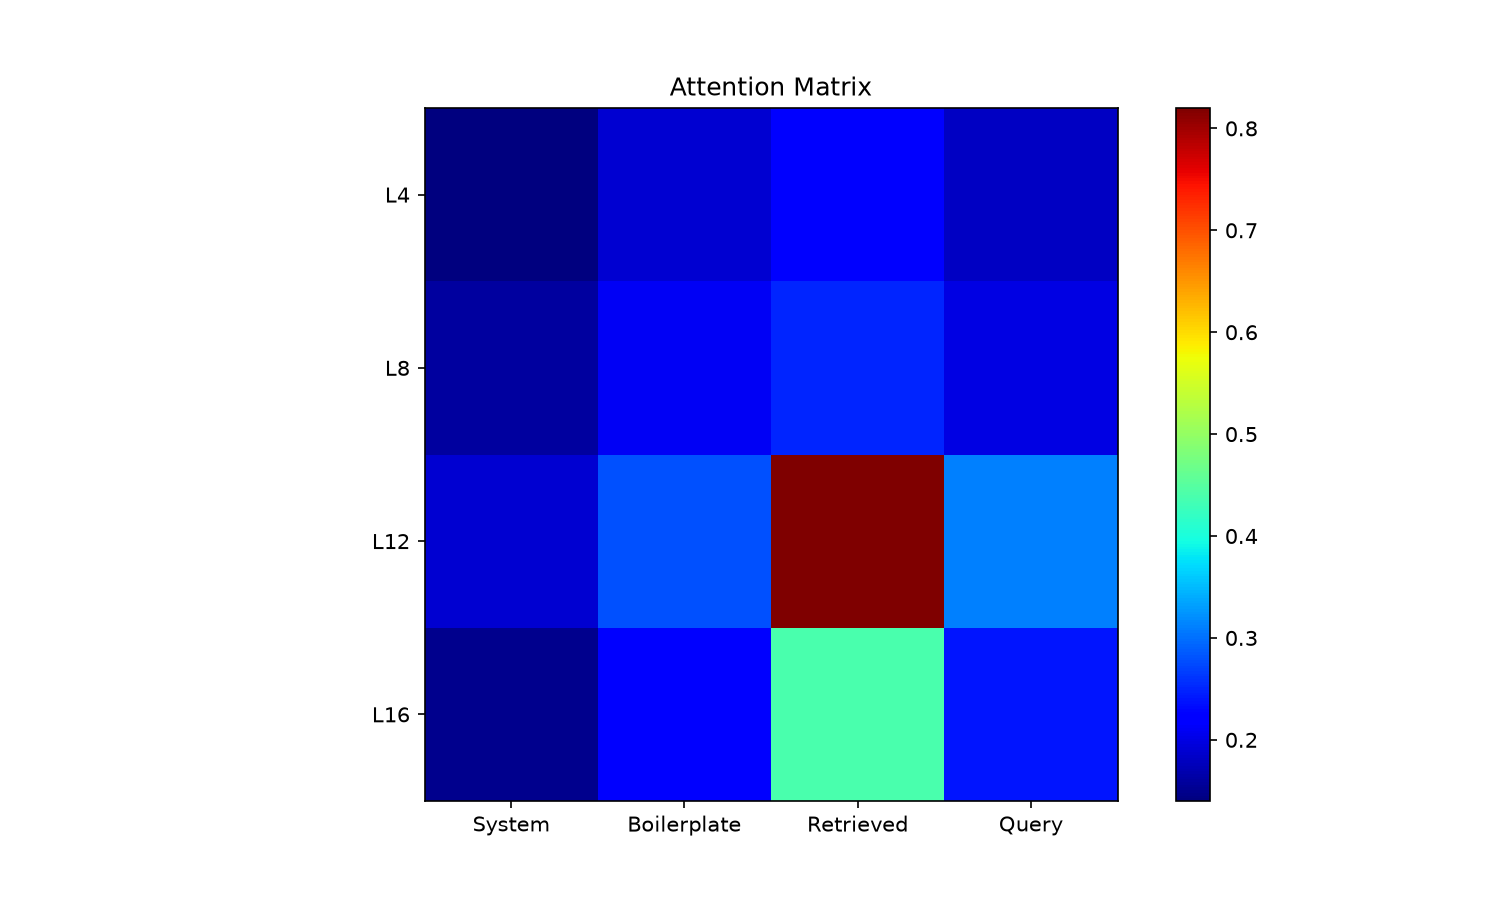 Attention Matrix
L4
L8
L12
L16
System Boilerplate Retrieved Query
0.8
0.7
0.6
0.5
0.4
0.3
0.2